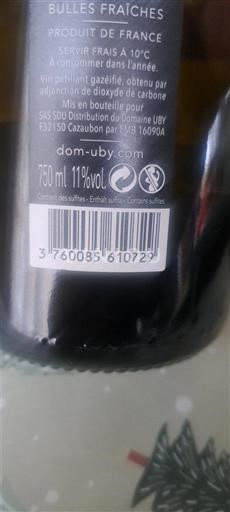 BULLES FRAÎCHES
PRODUIT DE FRANCE
SERVIR FRAIS À 10°C
À consommer dans l'année.
Vin pétillant gazéifié, obtenu par
adjonction de dioxyde de carbone
Mis en bouteille pour
SAS SDU Distribution du Domaine UBY
F32150 Cazaubon par EMB 16090A
dom-uby.com
750 ml 11%vol.
Contient des sulfites - Enthält sulfite - Contains sulfites
3 760085 610729